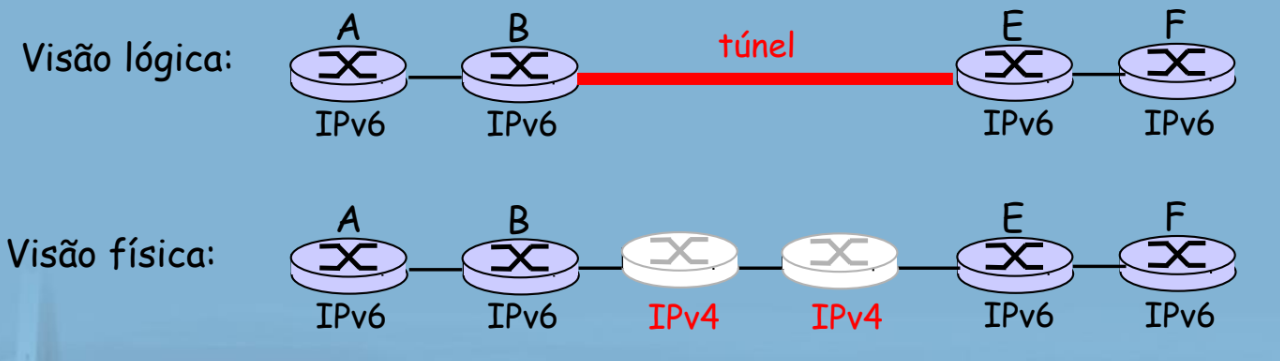 A B E F
Visão lógica: túnel
IPv6 IPv6 IPv6 IPv6
A B E F
Visão física:
IPv6 IPv6 IPv4 IPv4 IPv6 IPv6